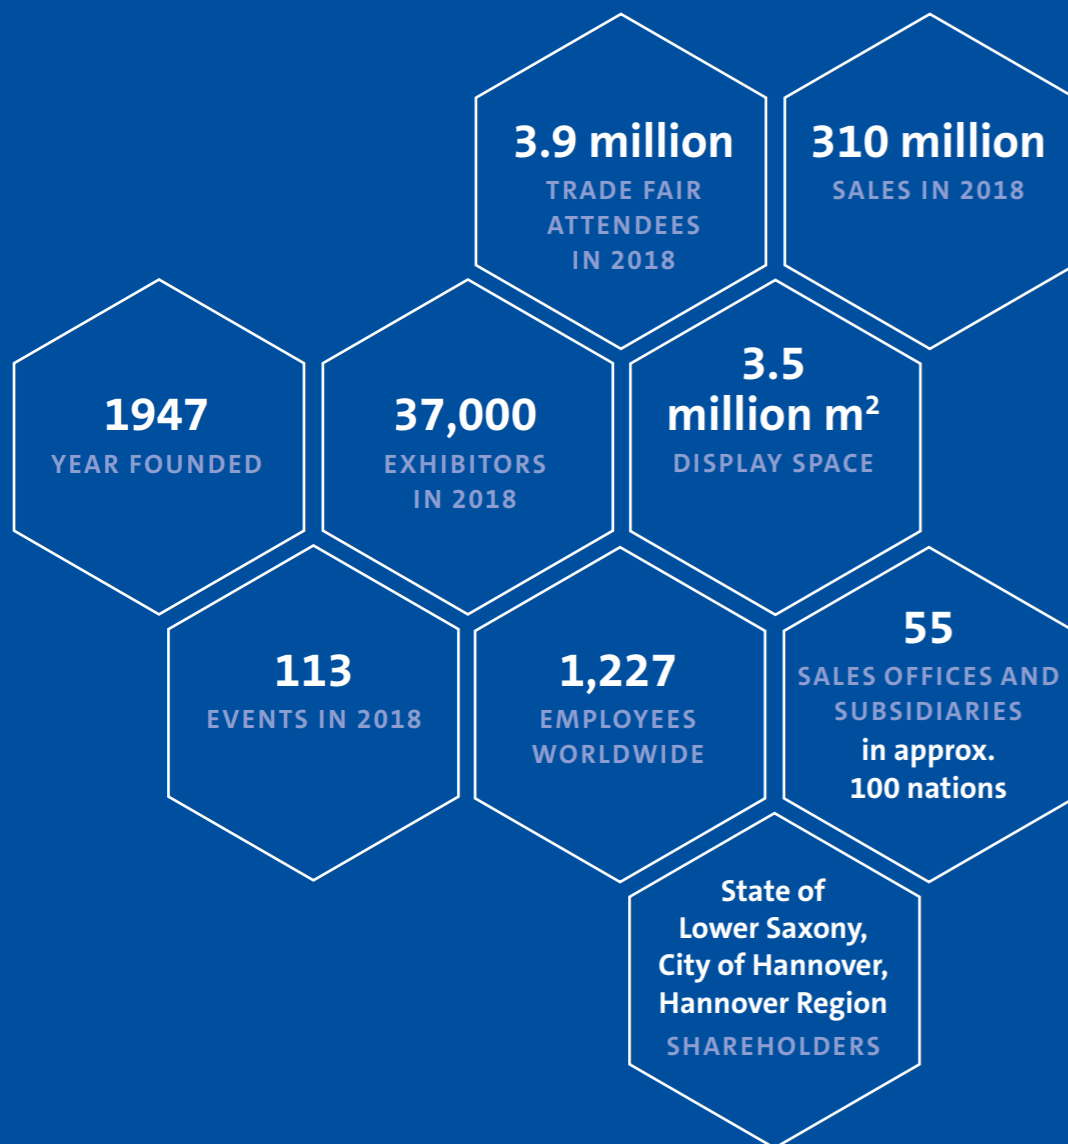 3.9 million
TRADE FAIR
ATTENDEES
IN 2018
310 million
SALES IN 2018
1947
YEAR FOUNDED
37,000
EXHIBITORS
IN 2018
3.5
million m²
DISPLAY SPACE
113
EVENTS IN 2018
1,227
EMPLOYEES
WORLDWIDE
55
SALES OFFICES AND
SUBSIDIARIES
in approx.
100 nations
State of
Lower Saxony,
City of Hannover,
Hannover Region
SHAREHOLDERS